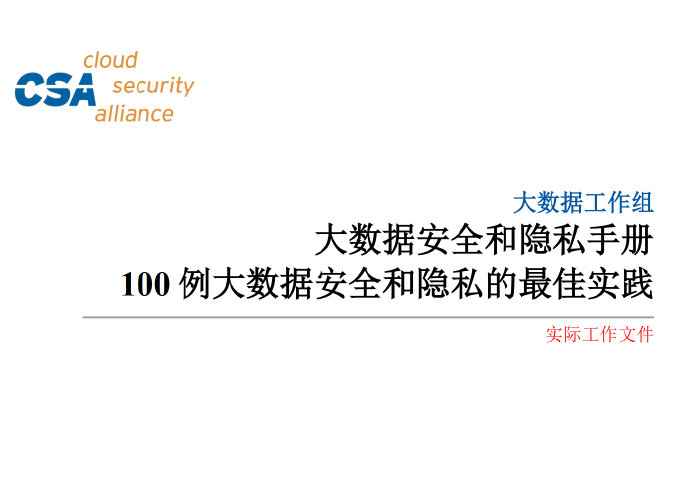 cloud
CSA security
alliance
大数据工作组
大数据安全和隐私手册
100 例大数据安全和隐私的最佳实践
实际工作文件